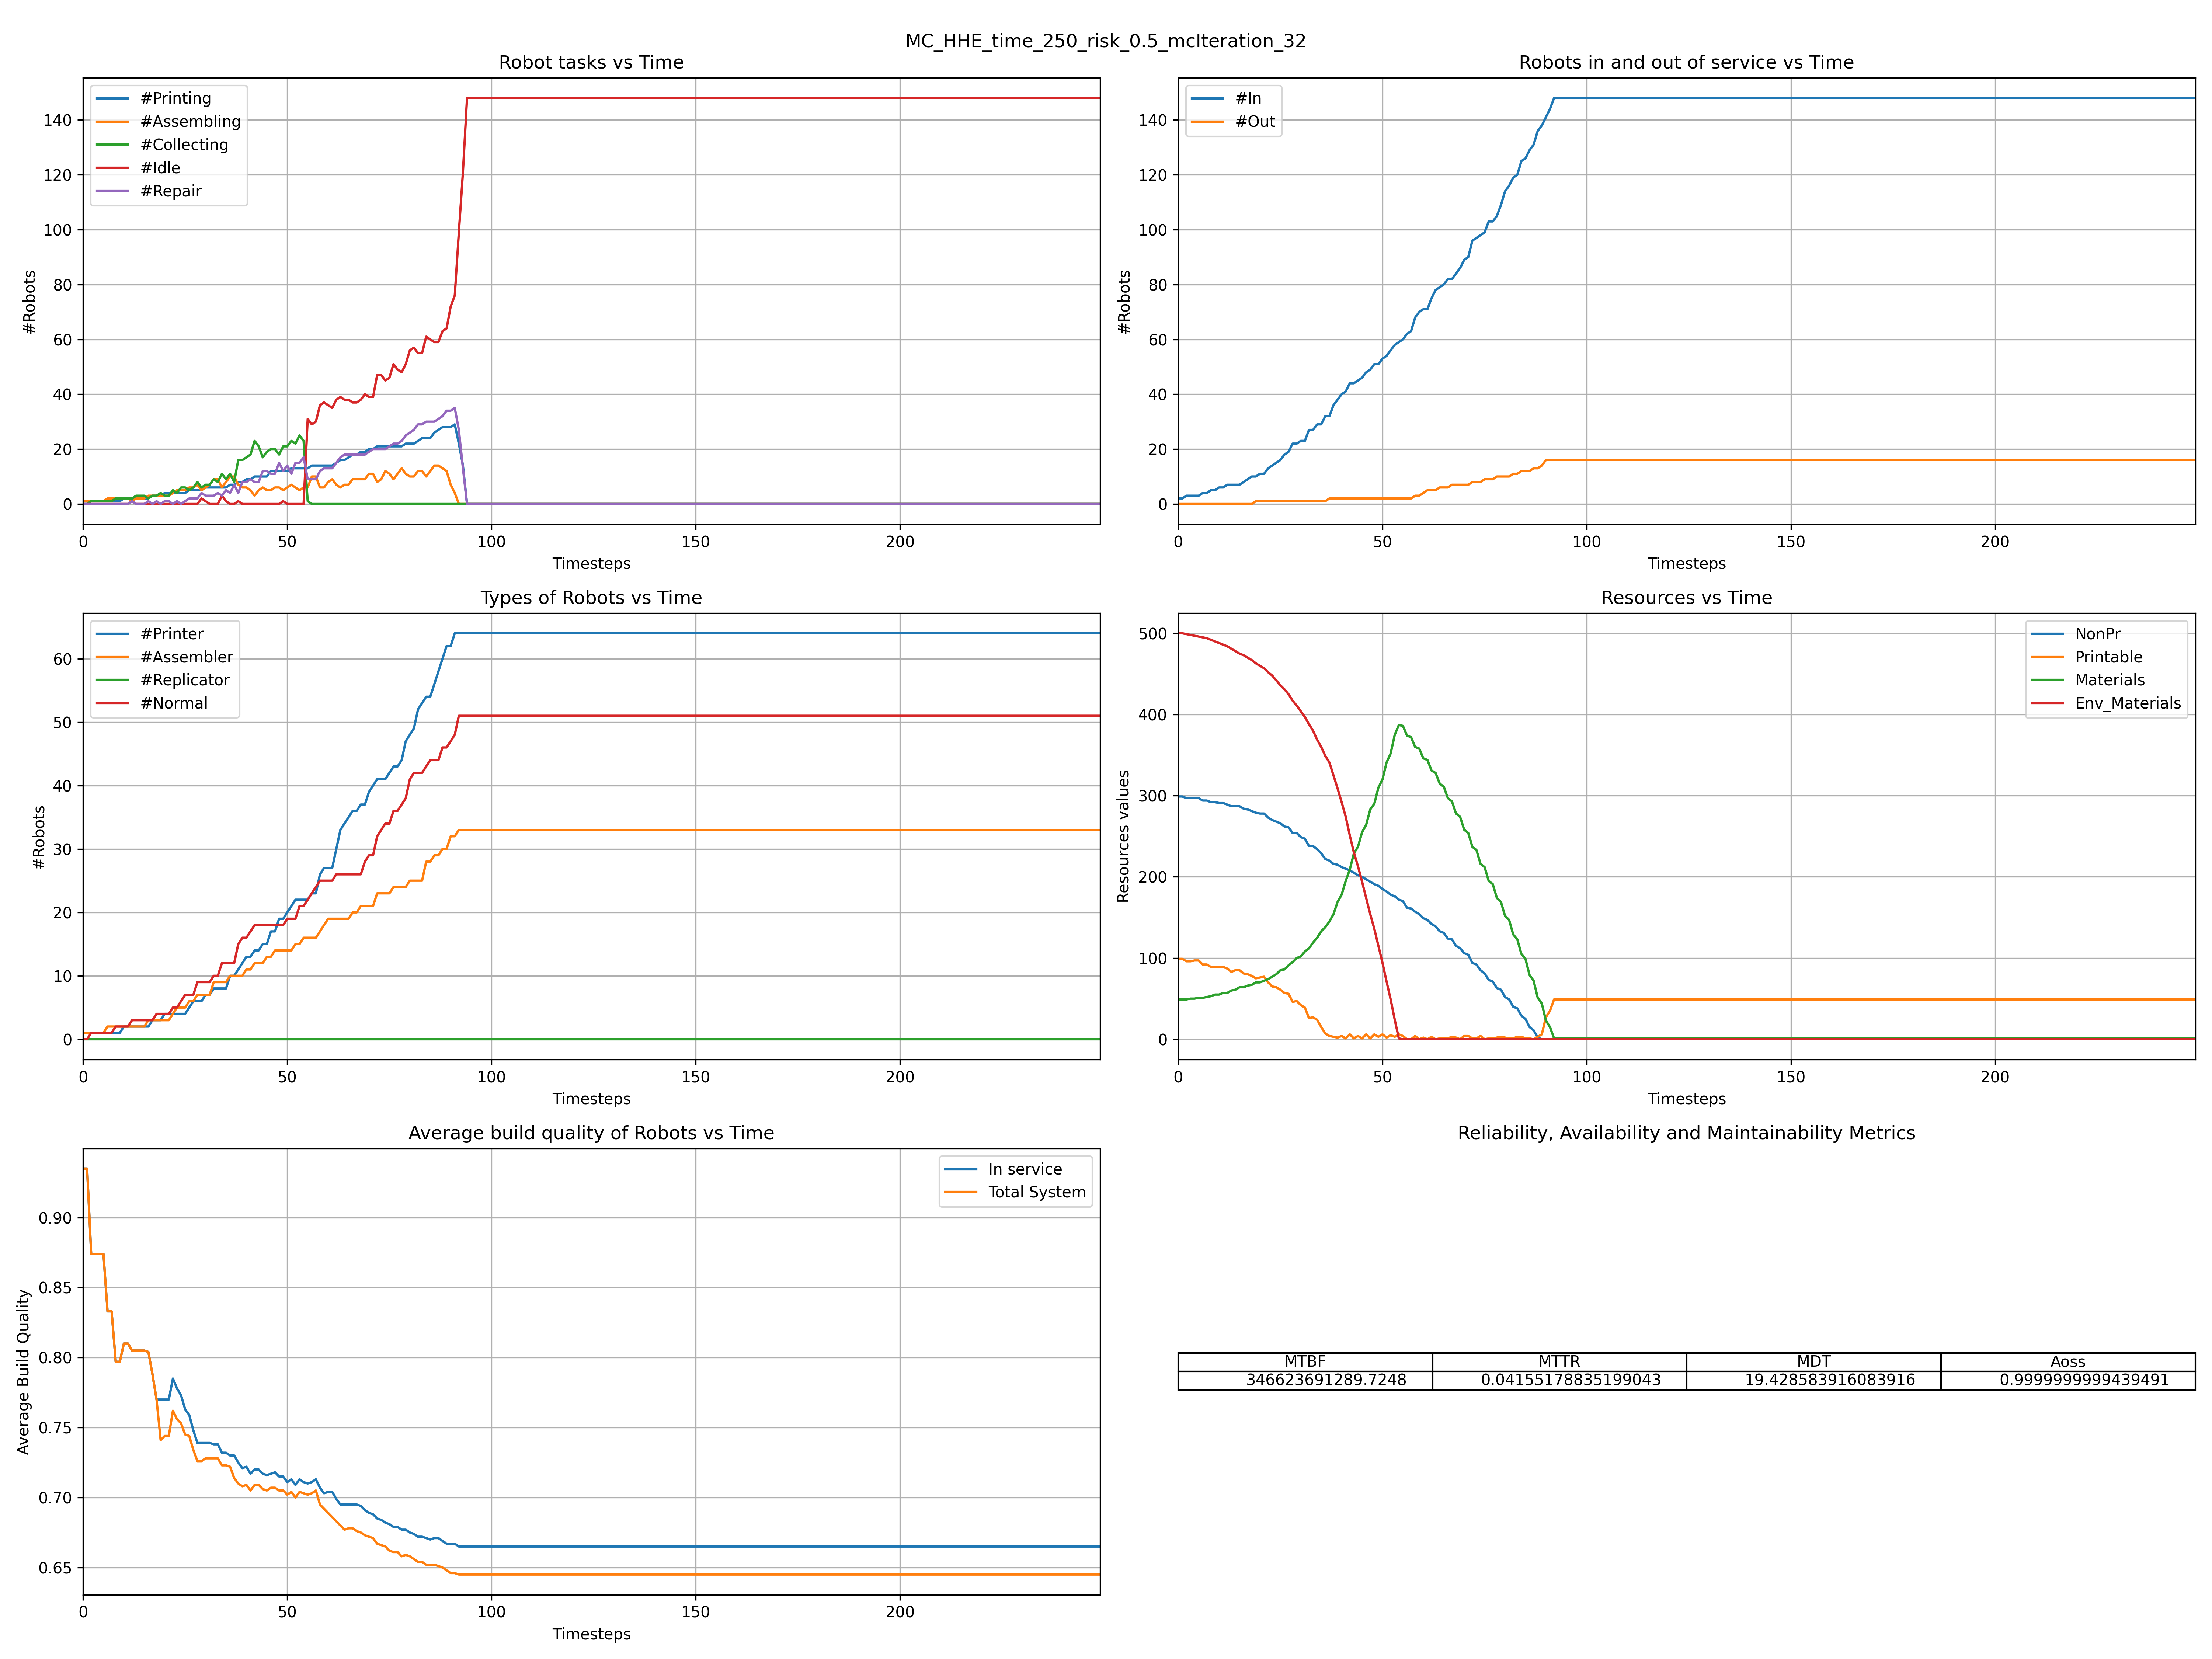 MC_HHE_time_250_risk_0.5_mcIteration_32
Robot tasks vs Time
#Printing
#Assembling
#Collecting
#Idle
#Repair
140
120
100
80
60
40
20
0
#Robots
0 50 100 150 200
Timesteps
Robots in and out of service vs Time
#In
#Out
140
120
100
80
60
40
20
0
#Robots
0 50 100 150 200
Timesteps
Types of Robots vs Time
#Printer
#Assembler
#Replicator
#Normal
60
50
40
30
20
10
0
#Robots
0 50 100 150 200
Timesteps
Resources vs Time
NonPr
Printable
Materials
Env_Materials
500
400
300
200
100
0
Resources values
0 50 100 150 200
Timesteps
Average build quality of Robots vs Time
In service
Total System
0.90
0.85
0.80
0.75
0.70
0.65
Average Build Quality
0 50 100 150 200
Timesteps
Reliability, Availability and Maintainability Metrics
MTBF MTTR MDT Aoss
346623691289.7248 0.04155178835199043 19.428583916083916 0.9999999999439491